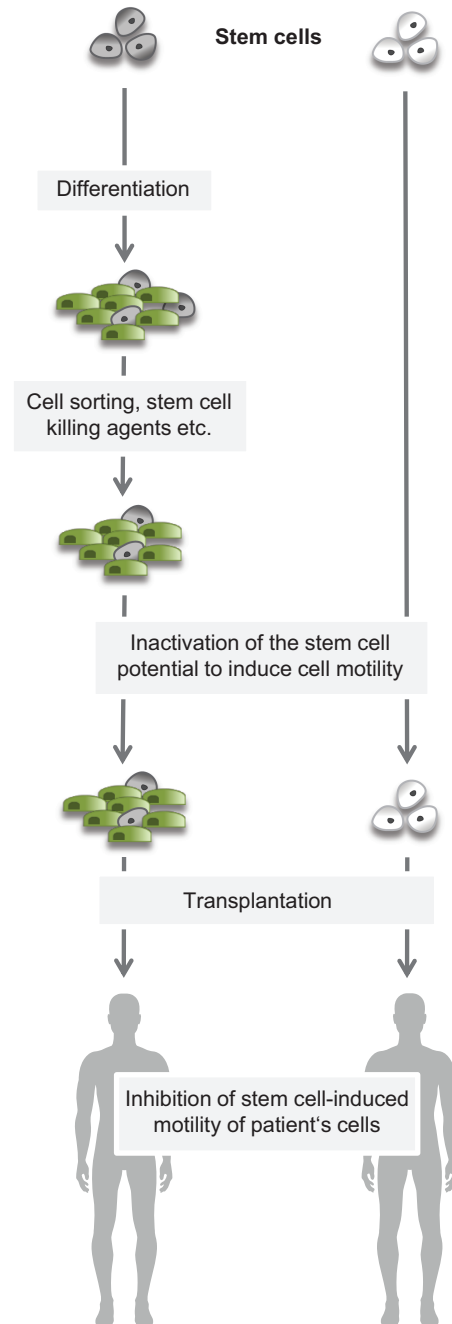 Stem cells
Differentiation
Cell sorting, stem cell
killing agents etc.
Inactivation of the stem cell
potential to induce cell motility
Transplantation
Inhibition of stem cell-induced
motility of patient‘s cells